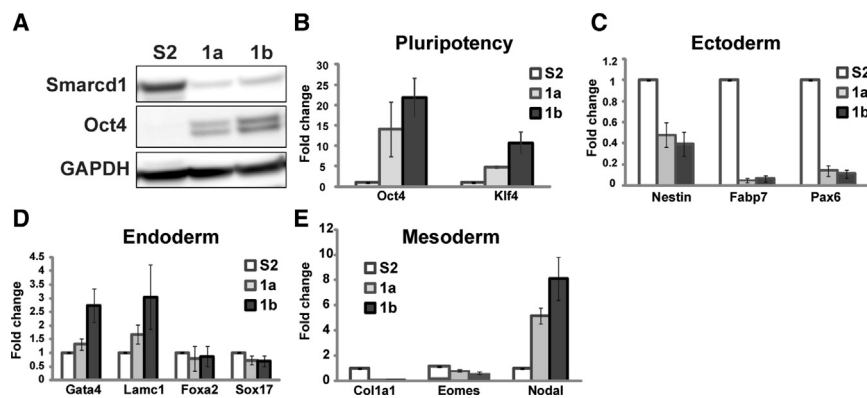 A
S2 1a 1b
Smarcd1
Oct4
GAPDH
B
Pluripotency
Fold change
30
25
20
15
10
5
0
S2
1a
1b
Oct4 Klf4
C
Ectoderm
Fold change
1.2
1
0.8
0.6
0.4
0.2
0
S2
1a
1b
Nestin Fabp7 Pax6
D
Endoderm
Fold change
4.5
4
3.5
3
2.5
2
1.5
1
0.5
S2
1a
1b
Gata4 Lamc1 Foxa2 Sox17
E
Mesoderm
Fold change
12
10
8
6
4
2
0
S2
1a
1b
Col1a1 Eomes Nodal